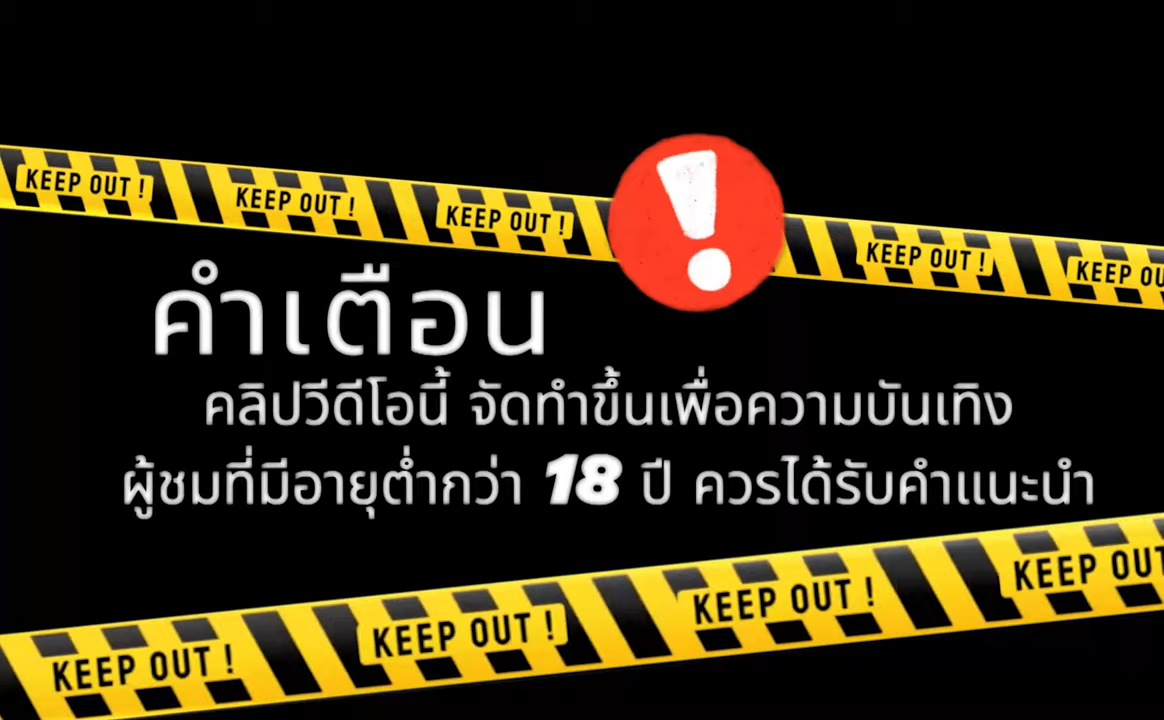 KEEP OUT !
KEEP OUT !
KEEP OUT !
KEEP OUT !
KEEP OU
คำเตือน
คลิปวีดีโอนี้ จัดทำขึ้นเพื่อความบันเทิง
ผู้ชมที่มีอายุต่ำกว่า 18 ปี ควรได้รับคำแนะนำ
KEEP OUT !
KEEP OUT !
KEEP OUT !
KEEP OUT